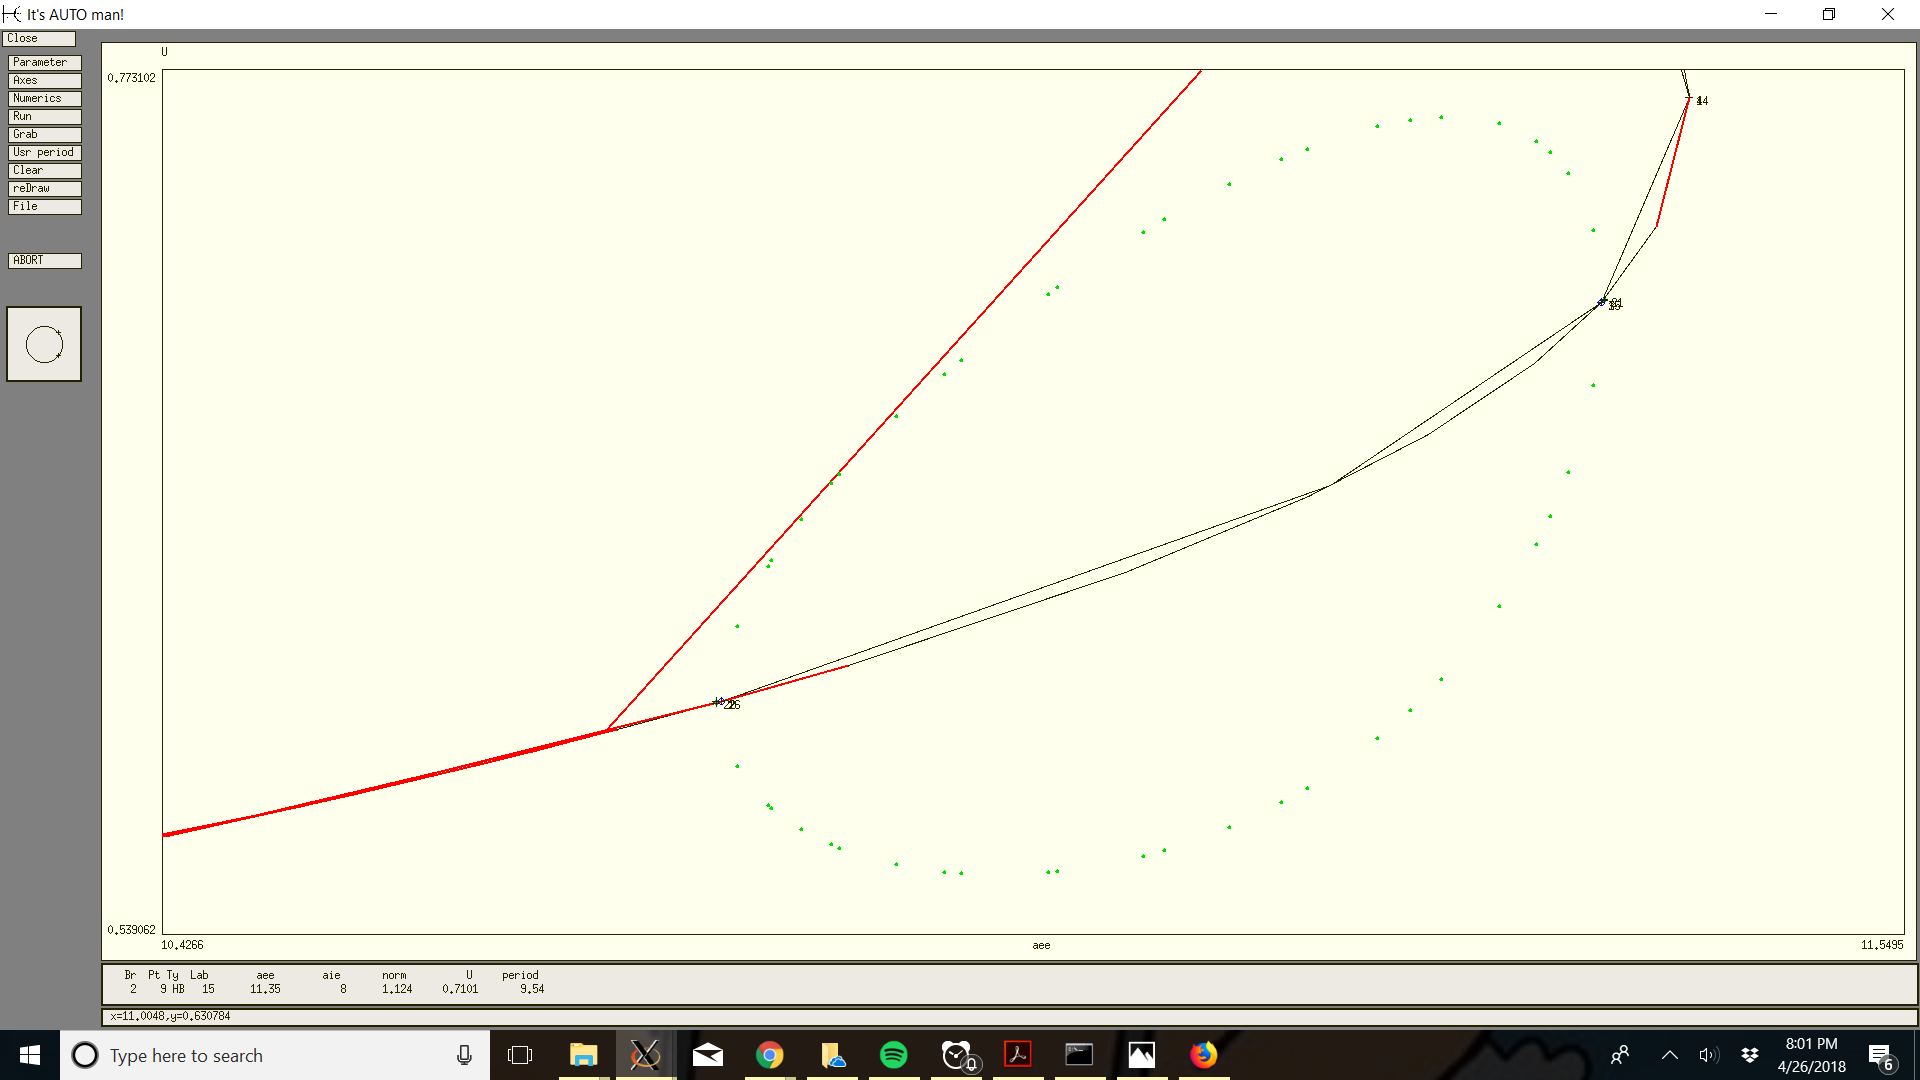 It's AUTO man!
Close
Parameter
Axes
Numerics
Run
Grab
Usr period
Clear
reDraw
File
ABORT
U
0.773102
0.539062
10.4266
aee
11.5495
Br Pt Ty Lab aee aie norm U period
2 9 HB 15 11.35 8 1.124 0.7101 9.54
x=11.0048,y=0.630784
Type here to search
8:01 PM
4/26/2018
6